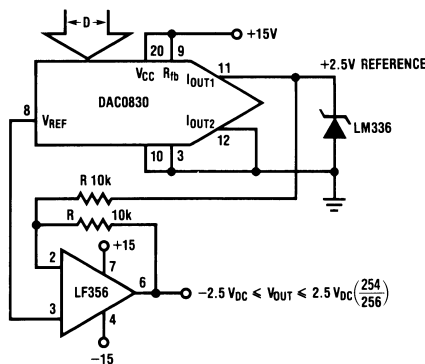 D
+15V
20 9
VCC Rfb
IOUT1 11
+2.5V REFERENCE
DAC0830
8 VREF
IOUT2 12
LM336
10 3
R 10k
R 10k
+15
2 7
LF356 6
−2.5 VDC ≤ VOUT ≤ 2.5 VDC(254/256)
3 4
−15